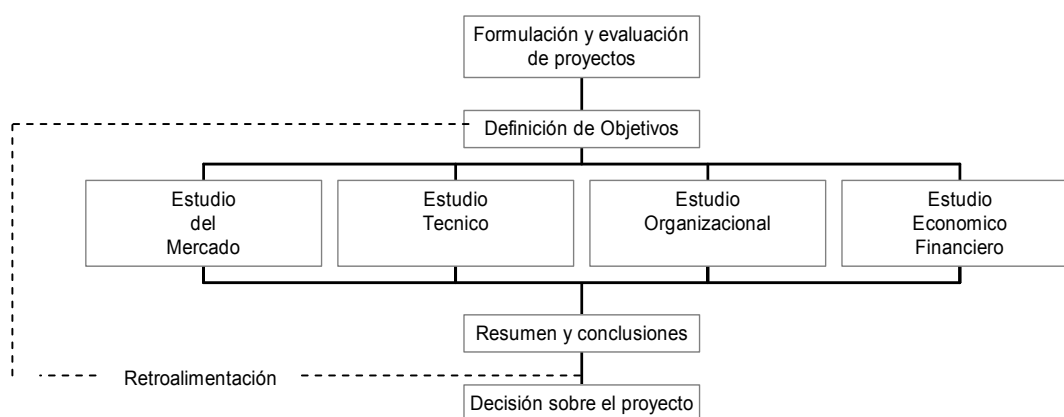 Formulación y evaluación
de proyectos
Definición de Objetivos
Estudio
del
Mercado
Estudio
Tecnico
Estudio
Organizacional
Estudio
Economico
Financiero
Resumen y conclusiones
Retroalimentación
Decisión sobre el proyecto